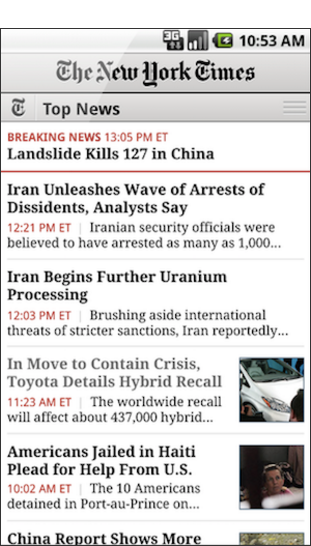 3G 10:53 AM
The New York Times
T Top News
BREAKING NEWS 13:05 PM ET
Landslide Kills 127 in China
Iran Unleashes Wave of Arrests of
Dissidents, Analysts Say
12:21 PM ET | Iranian security officials were
believed to have arrested as many as 1,000...
Iran Begins Further Uranium
Processing
12:03 PM ET | Brushing aside international
threats of stricter sanctions, Iran reportedly...
In Move to Contain Crisis,
Toyota Details Hybrid Recall
11:23 AM ET | The worldwide recall
will affect about 437,000 hybrid...
Americans Jailed in Haiti
Plead for Help From U.S.
10:02 AM ET | The 10 Americans
detained in Port-au-Prince on...
China Report Shows More